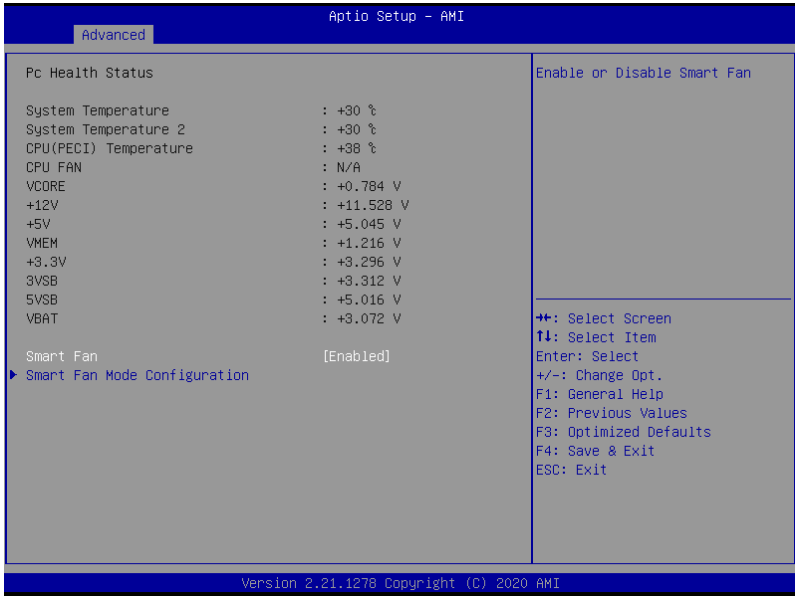 Aptio Setup – AMI
Advanced
Pc Health Status
System Temperature : +30 ℃
System Temperature 2 : +30 ℃
CPU(PECI) Temperature : +38 ℃
CPU FAN : N/A
VCORE : +0.784 V
+12V : +11.528 V
+5V : +5.045 V
VMEM : +1.216 V
+3.3V : +3.296 V
3VSB : +3.312 V
5VSB : +5.016 V
VBAT : +3.072 V
Smart Fan [Enabled]
Smart Fan Mode Configuration
Enable or Disable Smart Fan
→←: Select Screen
↑↓: Select Item
Enter: Select
+/-: Change Opt.
F1: General Help
F2: Previous Values
F3: Optimized Defaults
F4: Save & Exit
ESC: Exit
Version 2.21.1278 Copyright (C) 2020 AMI